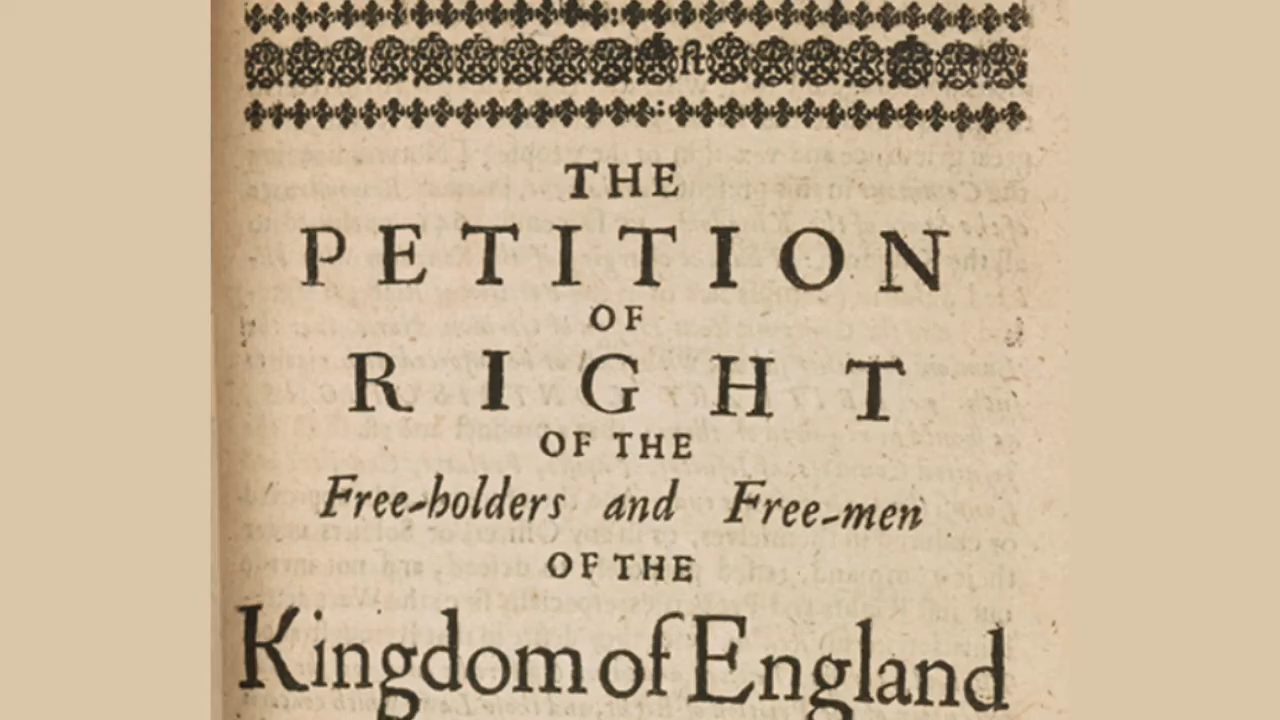 THE
PETITION
OF
RIGHT
OF THE
Free-holders and Free-men
OF THE
Kingdom of England